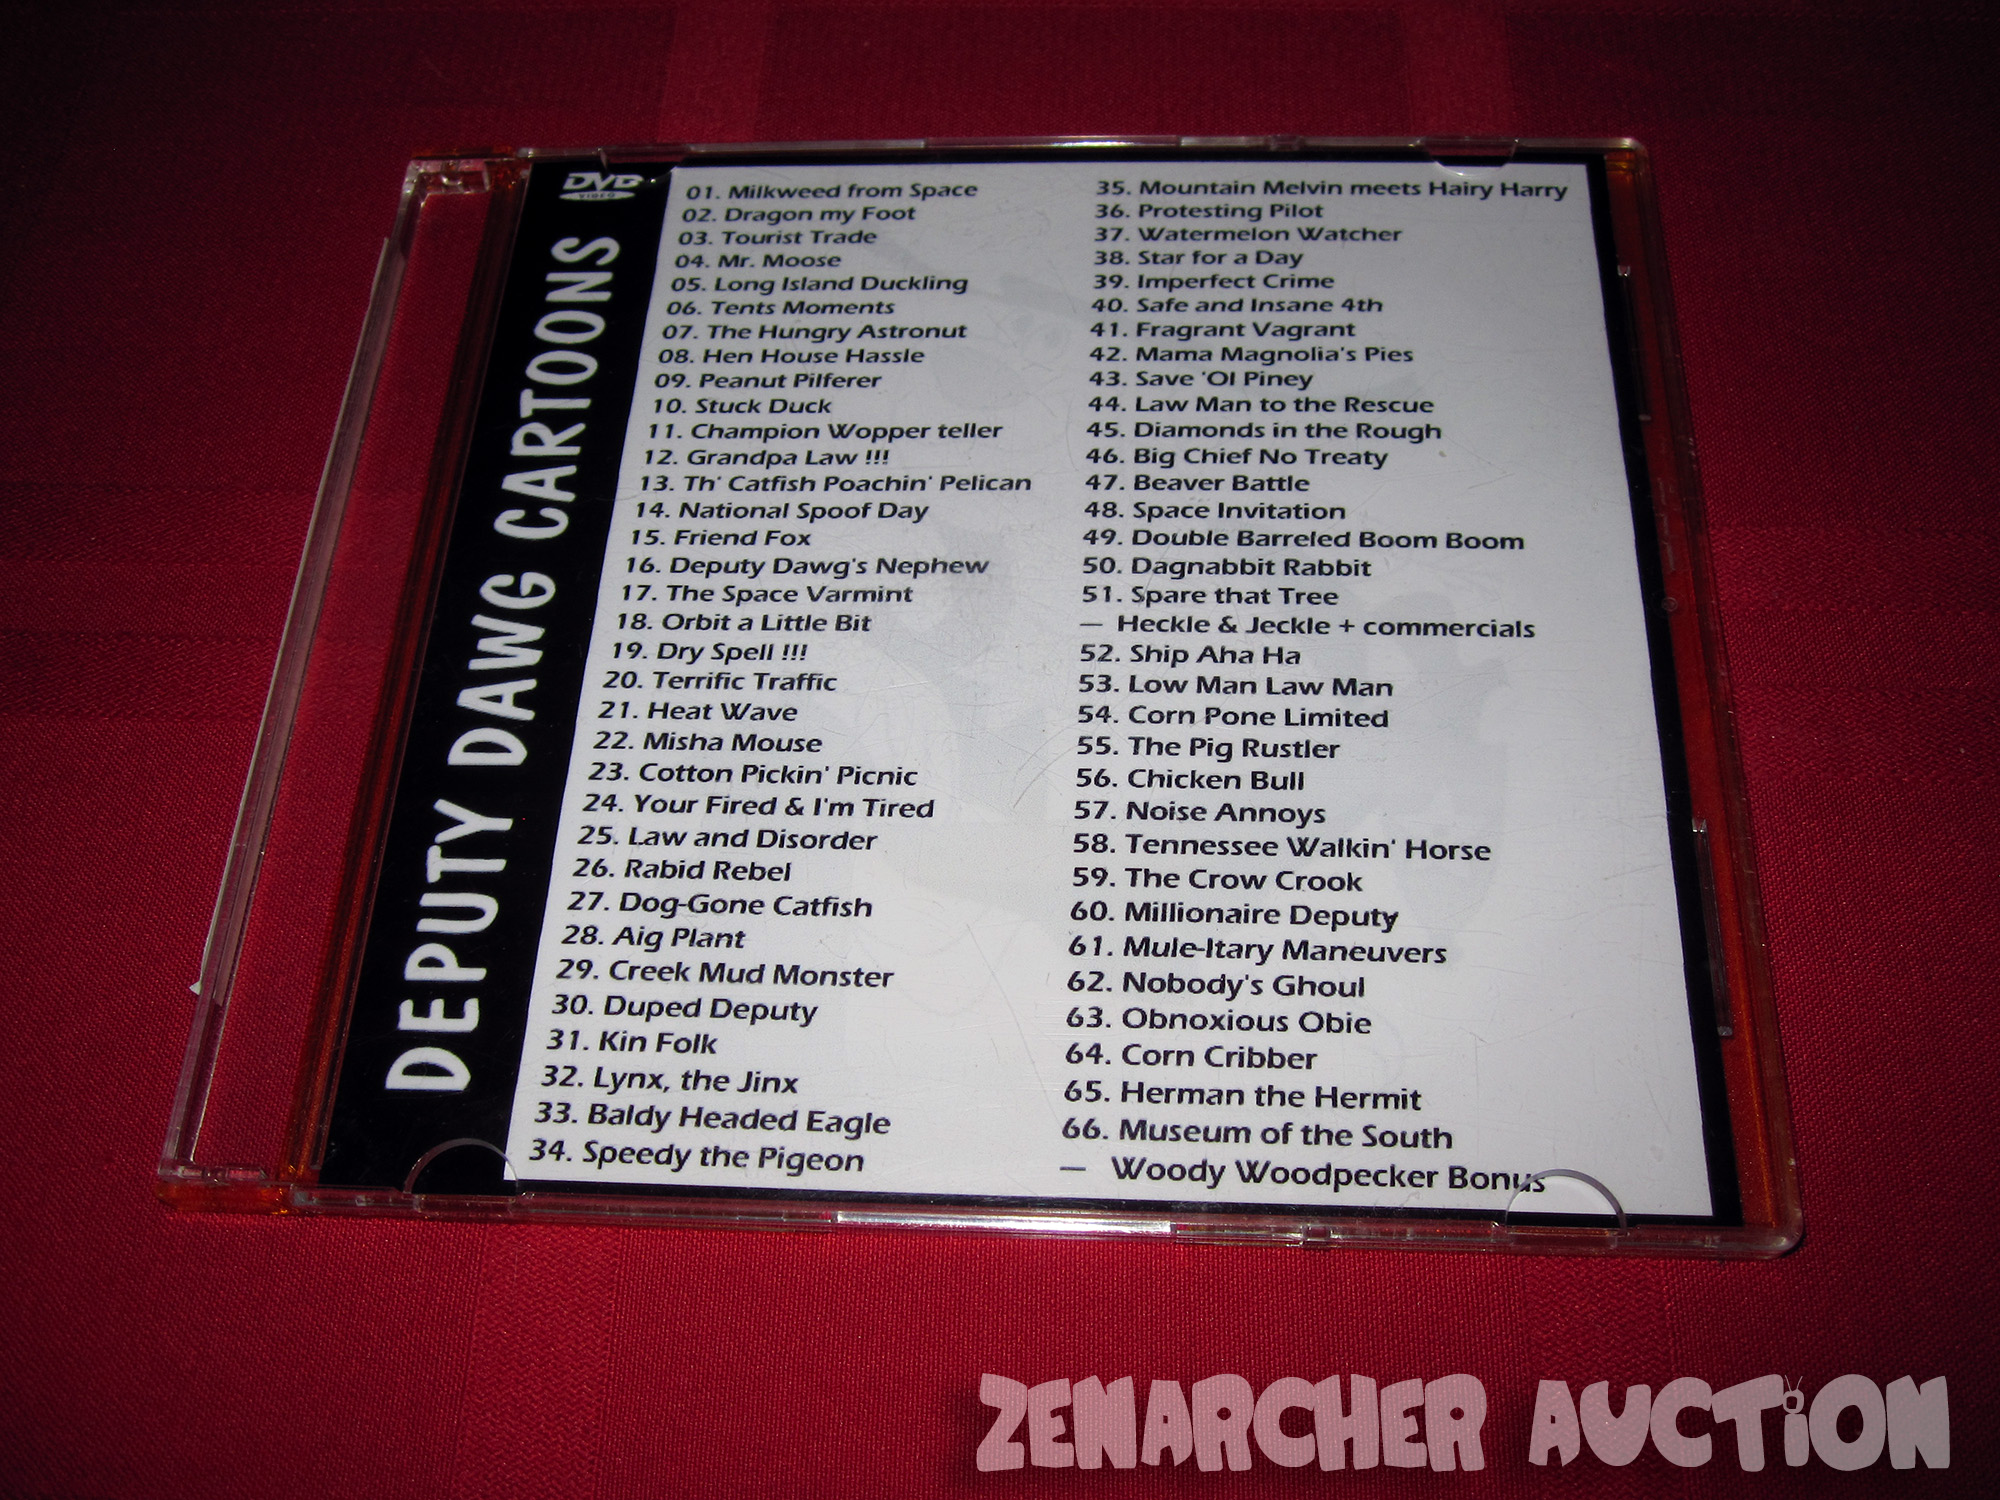 DVD
VIDEO
DEPUTY DAWG CARTOONS
01. Milkweed from Space
02. Dragon my Foot
03. Tourist Trade
04. Mr. Moose
05. Long Island Duckling
06. Tents Moments
07. The Hungry Astronut
08. Hen House Hassle
09. Peanut Pilferer
10. Stuck Duck
11. Champion Wopper teller
12. Grandpa Law !!!
13. Th' Catfish Poachin' Pelican
14. National Spoof Day
15. Friend Fox
16. Deputy Dawg's Nephew
17. The Space Varmint
18. Orbit a Little Bit
19. Dry Spell !!!
20. Terrific Traffic
21. Heat Wave
22. Misha Mouse
23. Cotton Pickin' Picnic
24. Your Fired & I'm Tired
25. Law and Disorder
26. Rabid Rebel
27. Dog-Gone Catfish
28. Aig Plant
29. Creek Mud Monster
30. Duped Deputy
31. Kin Folk
32. Lynx, the Jinx
33. Baldy Headed Eagle
34. Speedy the Pigeon
35. Mountain Melvin meets Hairy Harry
36. Protesting Pilot
37. Watermelon Watcher
38. Star for a Day
39. Imperfect Crime
40. Safe and Insane 4th
41. Fragrant Vagrant
42. Mama Magnolia's Pies
43. Save 'Ol Piney
44. Law Man to the Rescue
45. Diamonds in the Rough
46. Big Chief No Treaty
47. Beaver Battle
48. Space Invitation
49. Double Barreled Boom Boom
50. Dagnabbit Rabbit
51. Spare that Tree
— Heckle & Jeckle + commercials
52. Ship Aha Ha
53. Low Man Law Man
54. Corn Pone Limited
55. The Pig Rustler
56. Chicken Bull
57. Noise Annoys
58. Tennessee Walkin' Horse
59. The Crow Crook
60. Millionaire Deputy
61. Mule-Itary Maneuvers
62. Nobody's Ghoul
63. Obnoxious Obie
64. Corn Cribber
65. Herman the Hermit
66. Museum of the South
— Woody Woodpecker Bonus
ZENARCHER AUCTION